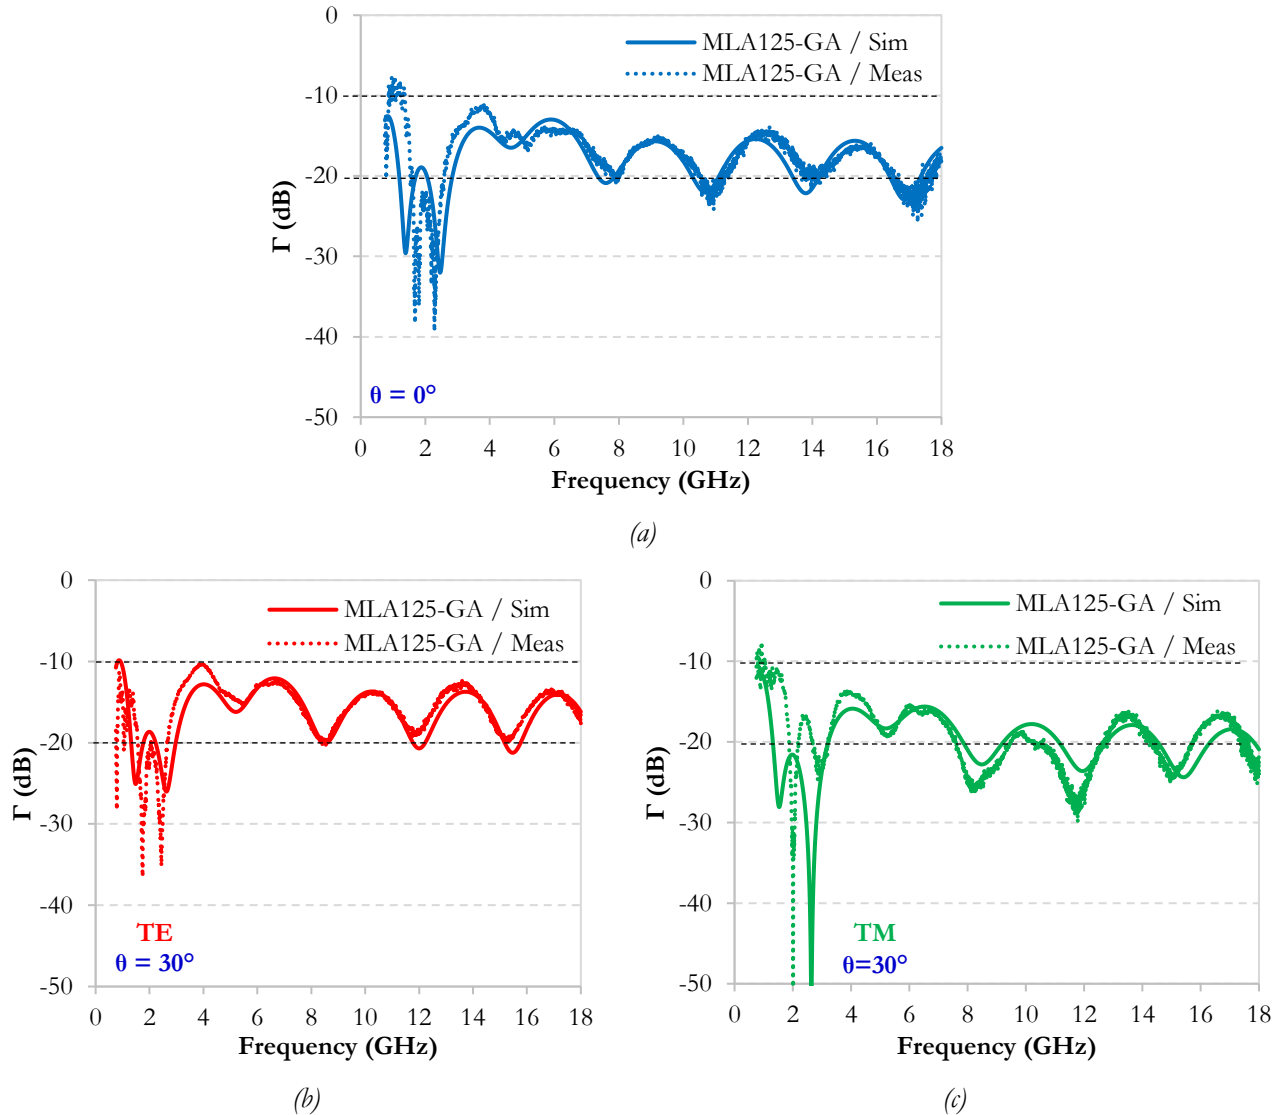 0
-10
-20
-30
-40
-50
Γ (dB)
MLA125-GA / Sim
MLA125-GA / Meas
θ = 0°
0 2 4 6 8 10 12 14 16 18
Frequency (GHz)
(a)
0
-10
-20
-30
-40
-50
Γ (dB)
MLA125-GA / Sim
MLA125-GA / Meas
TE
θ = 30°
0 2 4 6 8 10 12 14 16 18
Frequency (GHz)
(b)
0
-10
-20
-30
-40
-50
Γ (dB)
MLA125-GA / Sim
MLA125-GA / Meas
TM
θ=30°
0 2 4 6 8 10 12 14 16 18
Frequency (GHz)
(c)